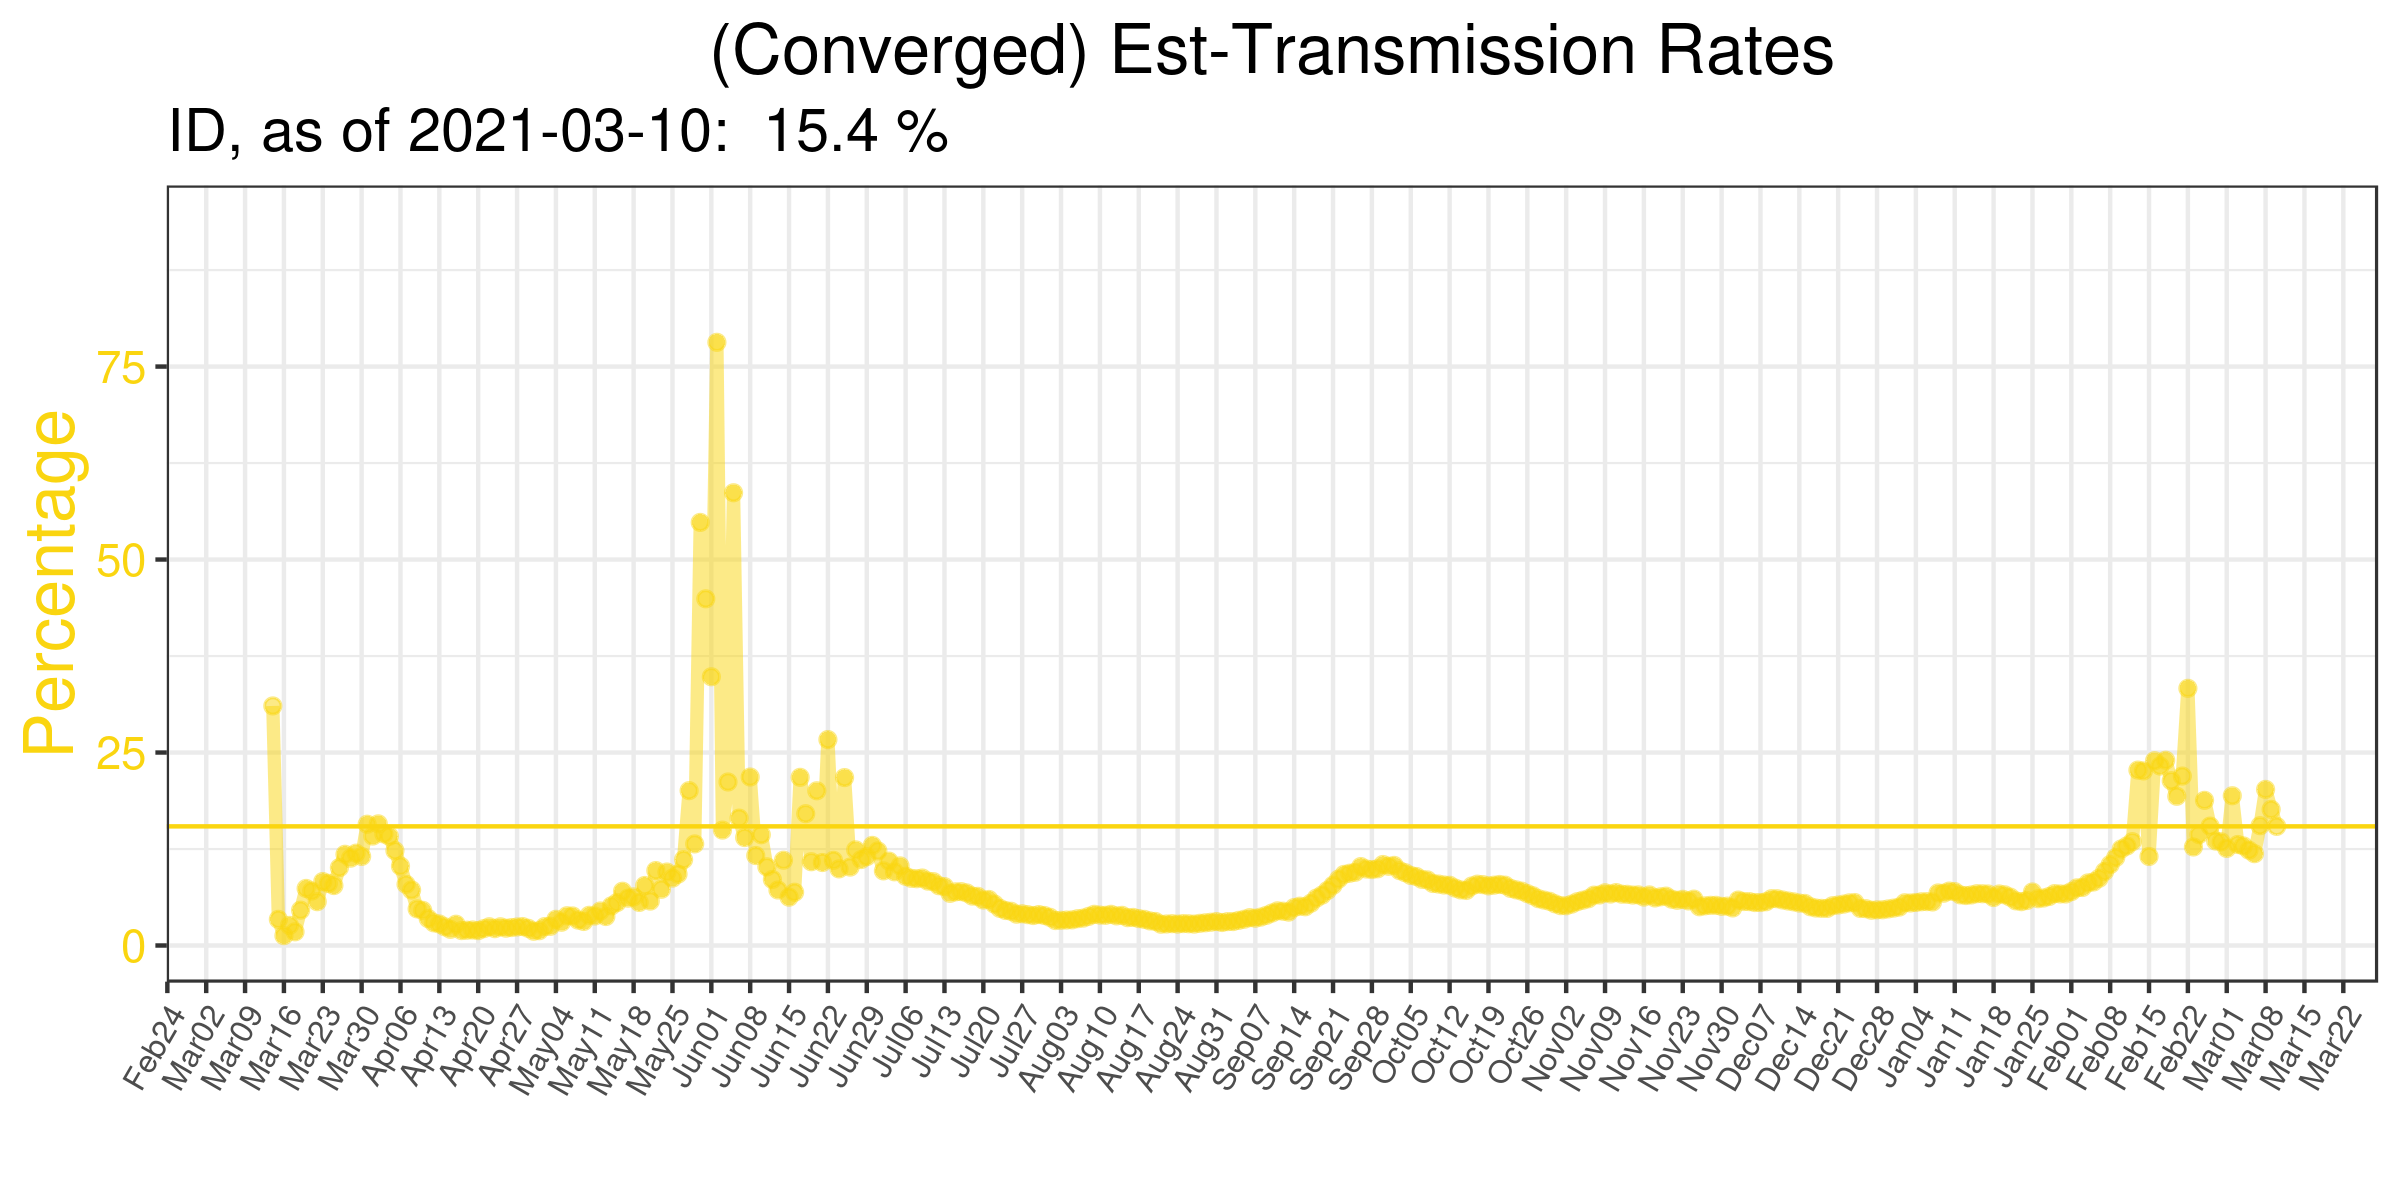 (Converged) Est-Transmission Rates
ID, as of 2021-03-10:  15.4 %
Percentage
75
50
25
0
Feb24
Mar02
Mar09
Mar16
Mar23
Mar30
Apr06
Apr13
Apr20
Apr27
May04
May11
May18
May25
Jun01
Jun08
Jun15
Jun22
Jun29
Jul06
Jul13
Jul20
Jul27
Aug03
Aug10
Aug17
Aug24
Aug31
Sep07
Sep14
Sep21
Sep28
Oct05
Oct12
Oct19
Oct26
Nov02
Nov09
Nov16
Nov23
Nov30
Dec07
Dec14
Dec21
Dec28
Jan04
Jan11
Jan18
Jan25
Feb01
Feb08
Feb15
Feb22
Mar01
Mar08
Mar15
Mar22